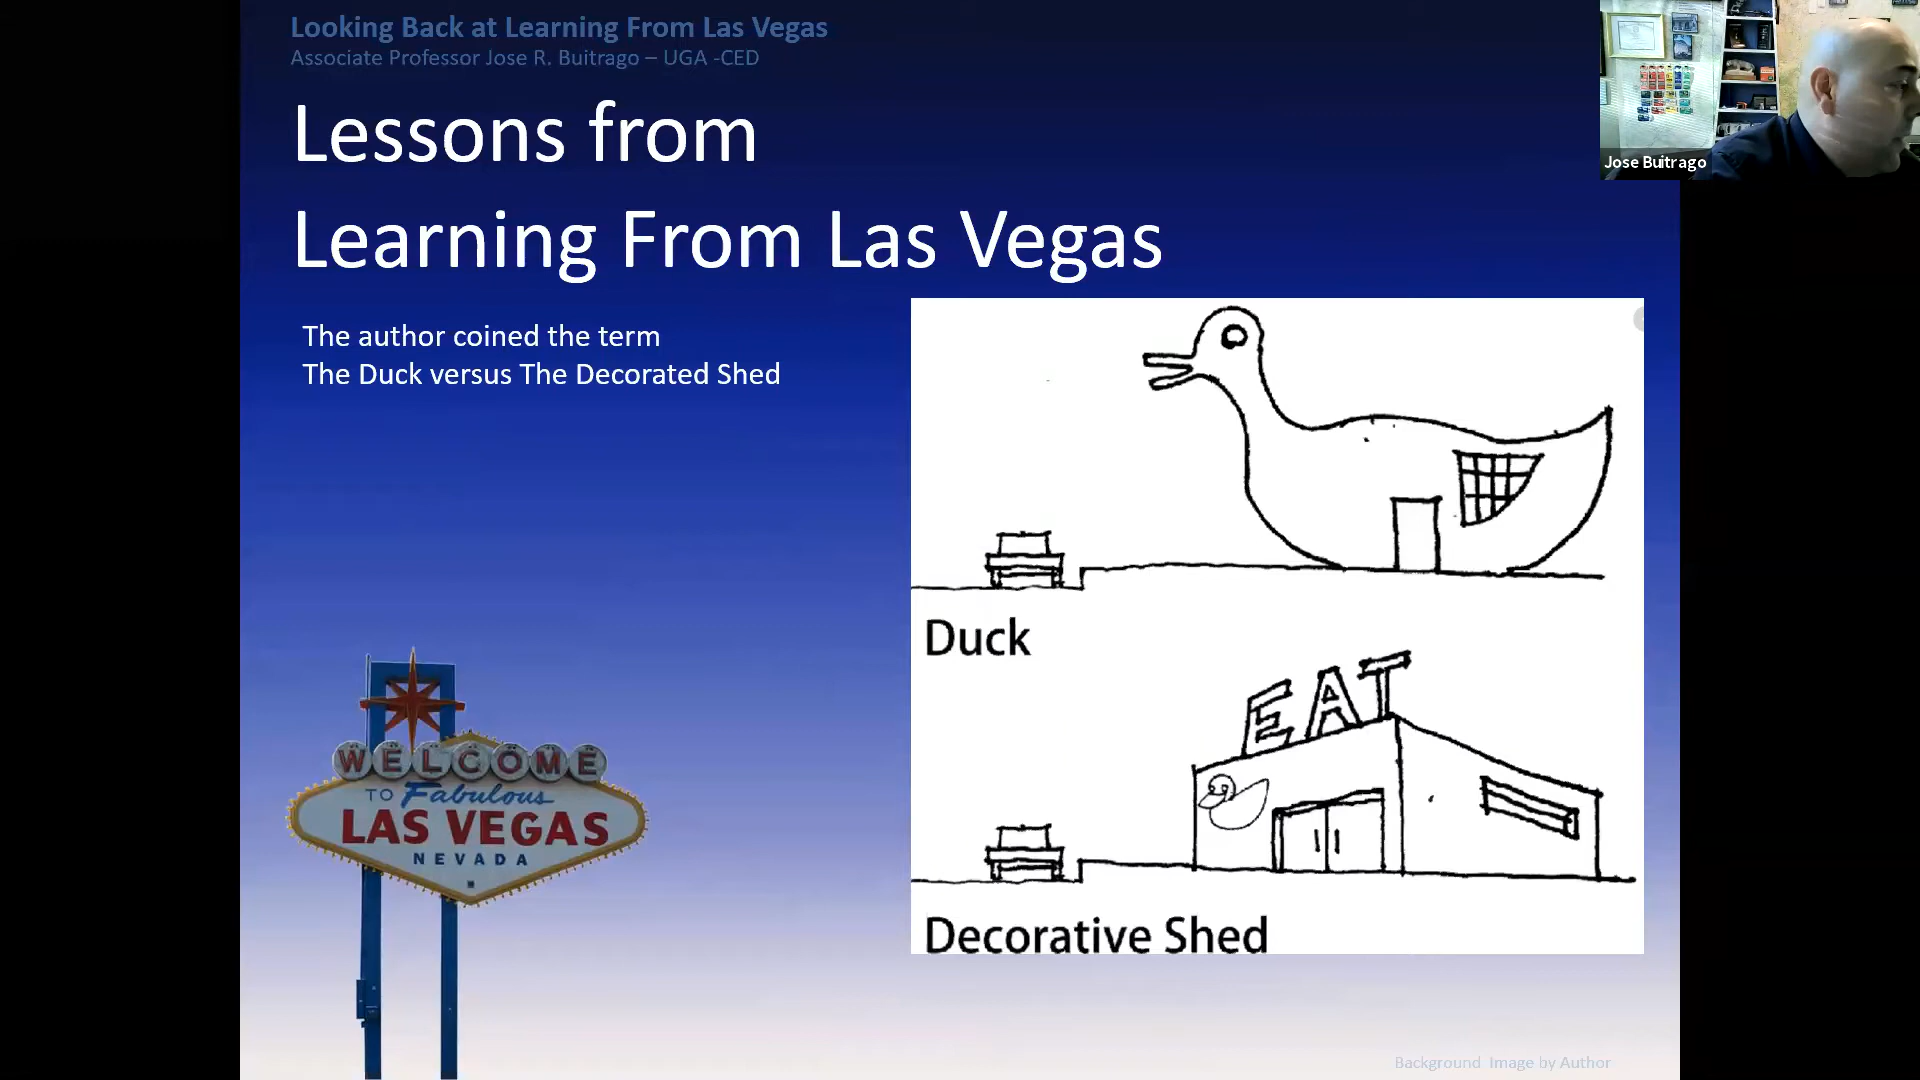 Looking Back at Learning From Las Vegas
Associate Professor Jose R. Buitrago – UGA -CED
Lessons from
Learning From Las Vegas
Jose Buitrago
The author coined the term
The Duck versus The Decorated Shed
Duck
EAT
Decorative Shed
WELCOME
TO Fabulous
LAS VEGAS
NEVADA
Background Image by Author